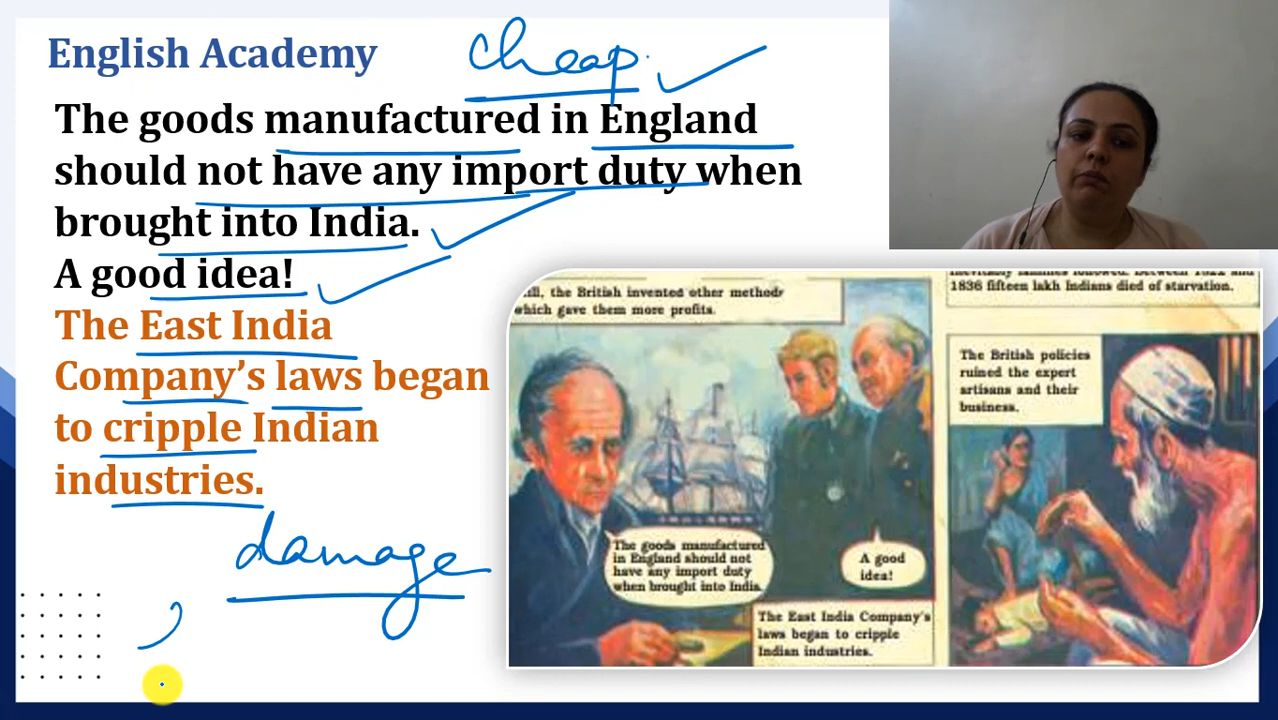 English Academy
cheap.
The goods manufactured in England
should not have any import duty when
brought into India.
A good idea!
The East India
Company's laws began
to cripple Indian
industries.
damage
the British invented other methods
which gave them more profits.
1836 fifteen lakh Indians died of starvation.
The British policies
ruined the expert
artisans and their
business.
The goods manufactured
in England should not
have any import duty
when brought into India.
A good
idea!
The East India Company's
laws began to cripple
Indian industries.